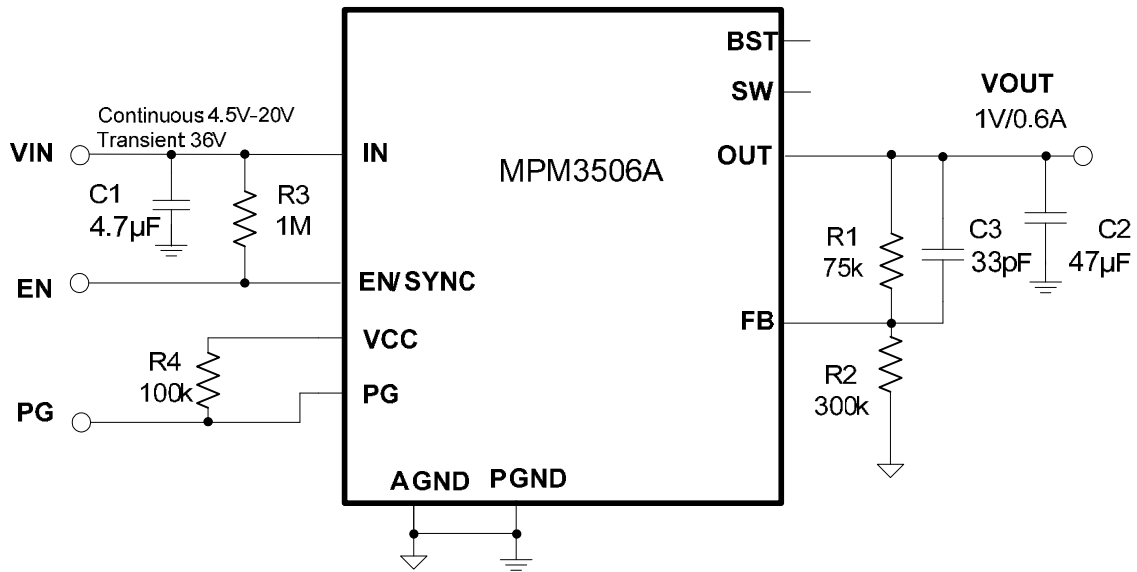 BST
SW
VOUT
1V/0.6A
Continuous 4.5V-20V
Transient 36V
VIN
IN
MPM3506A
OUT
C1
4.7µF
R3
1M
R1
75k
C3
33pF
C2
47µF
EN
EN/SYNC
FB
VCC
R4
100k
PG
PG
R2
300k
AGND
PGND